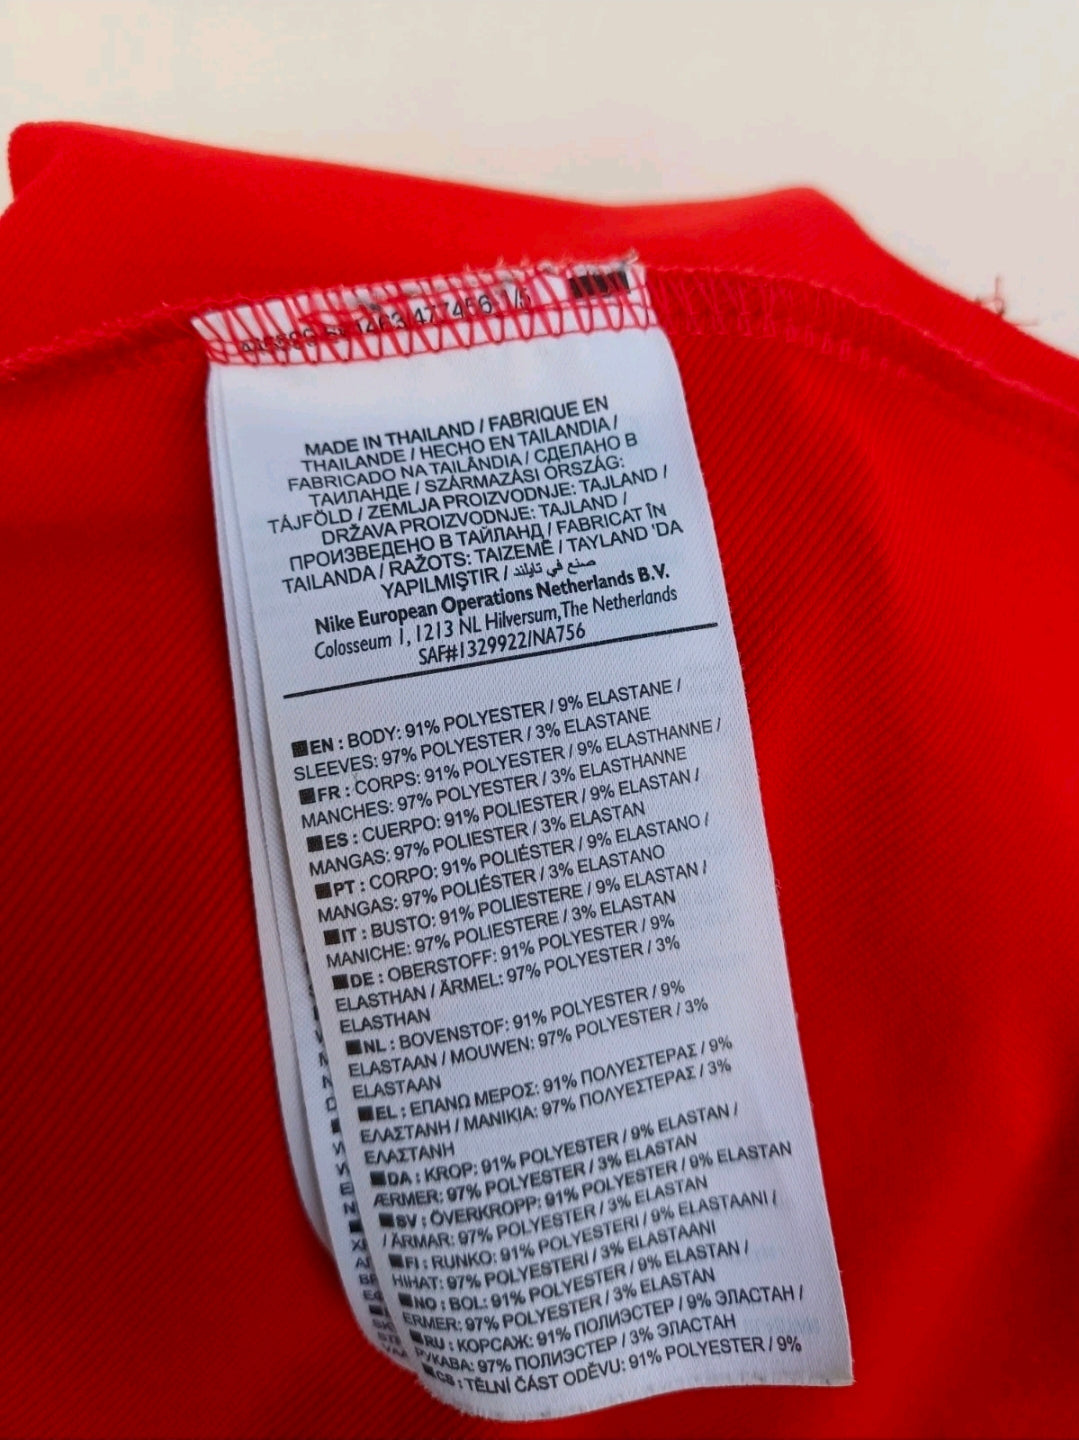 1463 477456 1/5
MADE IN THAILAND / FABRIQUE EN
THAILANDE / HECHO EN TAILANDIA /
FABRICADO NA TAILÂNDIA / СДЕЛАНО В
ТАИЛАНДЕ / SZÁRMAZÁSI ORSZÁG:
TÁJFÖLD / ZEMLJA PROIZVODNJE: TAJLAND /
DRŽAVA PROIZVODNJE: TAJLAND /
ПРОИЗВЕДЕНО В ТАЙЛАНД / FABRICAT ÎN
TAILANDA / RAŽOTS: TAIZEMĒ / TAYLAND 'DA
YAPILMIŞTIR / صنع في تايلند
Nike European Operations Netherlands B.V.
Colosseum 1, 1213 NL Hilversum,The Netherlands
SAF#1329922/NA756
EN : BODY: 91% POLYESTER / 9% ELASTANE /
SLEEVES: 97% POLYESTER / 3% ELASTANE
FR : CORPS: 91% POLYESTER / 9% ELASTHANNE /
MANCHES: 97% POLYESTER / 3% ELASTHANNE
ES : CUERPO: 91% POLIESTER / 9% ELASTAN /
MANGAS: 97% POLIESTER / 3% ELASTAN
PT : CORPO: 91% POLIÉSTER / 9% ELASTANO /
MANGAS: 97% POLIÉSTER / 3% ELASTANO
IT : BUSTO: 91% POLIESTERE / 9% ELASTAN /
MANICHE: 97% POLIESTERE / 3% ELASTAN
DE : OBERSTOFF: 91% POLYESTER / 9%
ELASTHAN / ÄRMEL: 97% POLYESTER / 3%
ELASTHAN
NL : BOVENSTOF: 91% POLYESTER / 9%
ELASTAAN / MOUWEN: 97% POLYESTER / 3%
ELASTAAN
EL : ΕΠΑΝΩ ΜΕΡΟΣ: 91% ΠΟΛΥΕΣΤΕΡΑΣ / 9%
ΕΛΑΣΤΑΝΗ / ΜΑΝΙΚΙΑ: 97% ΠΟΛΥΕΣΤΕΡΑΣ / 3%
ΕΛΑΣΤΑΝΗ
DA : KROP: 91% POLYESTER / 9% ELASTAN /
ÆRMER: 97% POLYESTER / 3% ELASTAN
SV : ÖVERKROPP: 91% POLYESTER / 9% ELASTAN
/ ÄRMAR: 97% POLYESTER / 3% ELASTAN
FI : RUNKO: 91% POLYESTERI / 9% ELASTAANI /
HIHAT: 97% POLYESTERI / 3% ELASTAANI
NO : BOL: 91% POLYESTER / 9% ELASTAN /
ERMER: 97% POLYESTER / 3% ELASTAN
RU : КОРСАЖ: 91% ПОЛИЭСТЕР / 9% ЭЛАСТАН /
РУКАВА: 97% ПОЛИЭСТЕР / 3% ЭЛАСТАН
CS : TĚLNÍ ČÁST ODĚVU: 91% POLYESTER / 9%